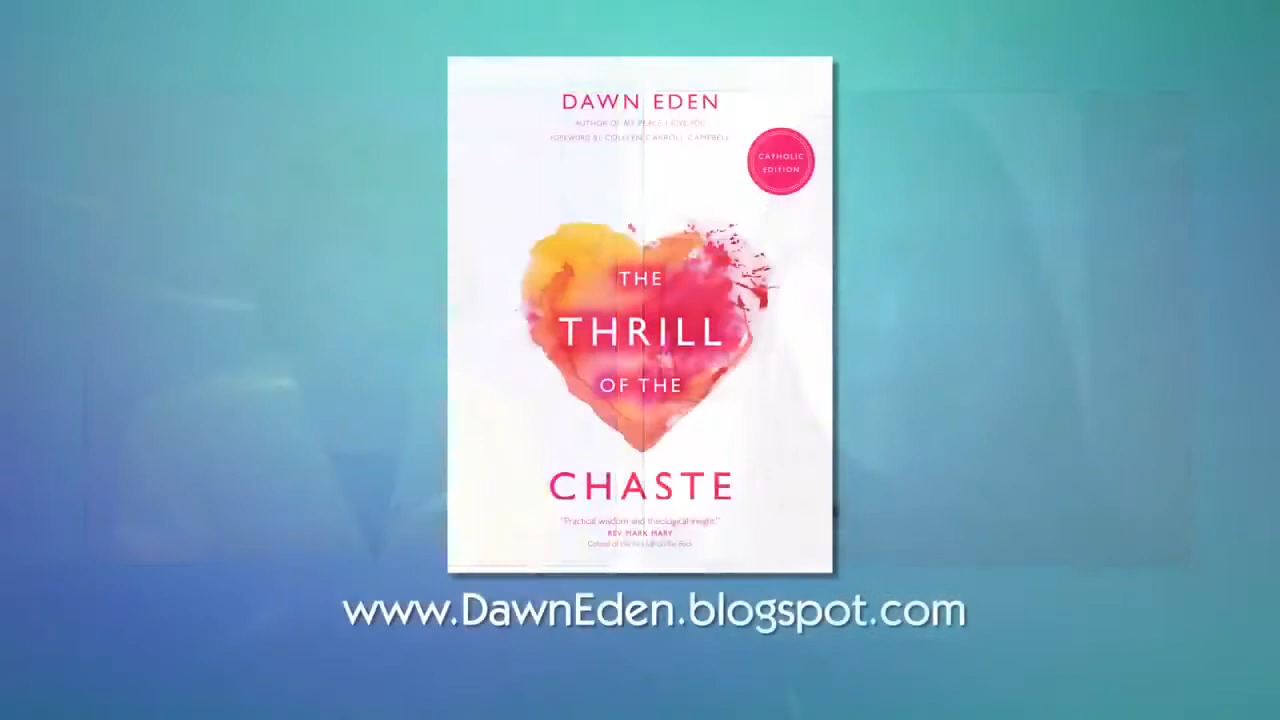 DAWN EDEN
AUTHOR OF MY PEACE I GIVE YOU
FOREWORD BY COLLEEN CARROLL CAMPBELL
CATHOLIC
EDITION
THE
THRILL
OF THE
CHASTE
"Practical wisdom and theological insight."
REV. MARK MARY
www.DawnEden.blogspot.com